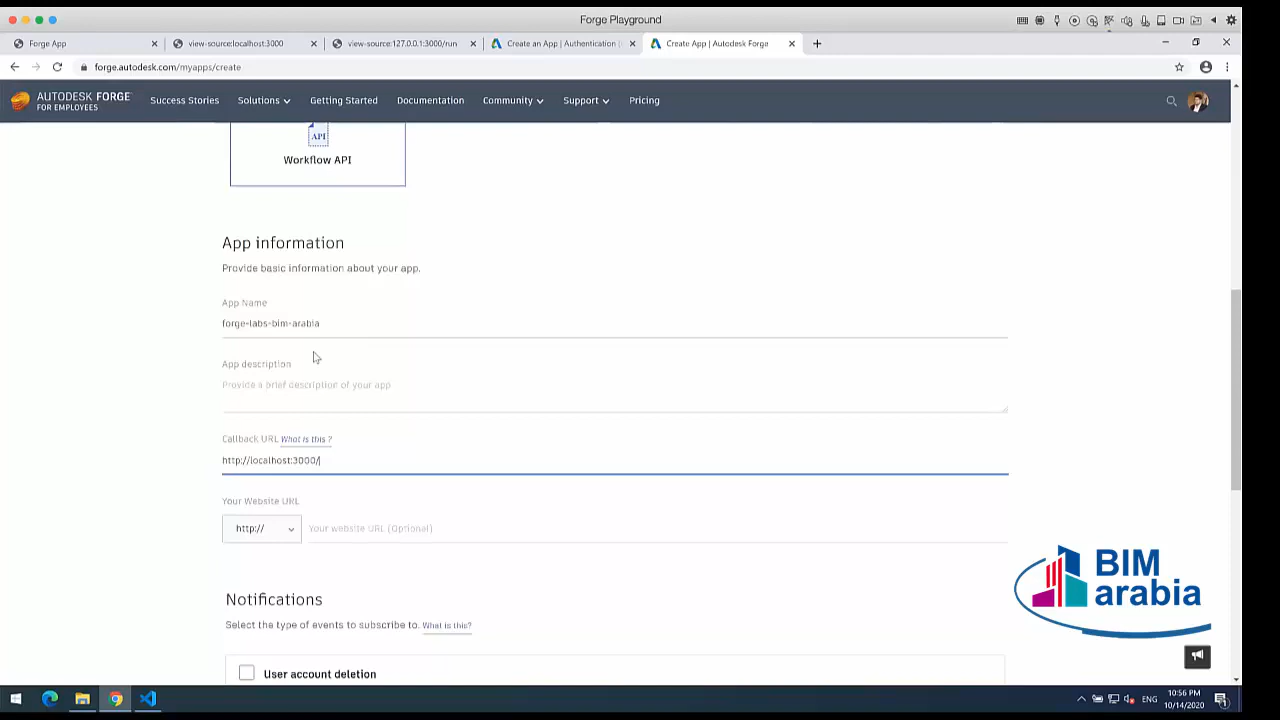 Forge Playground
Forge App
view-source:localhost:3000
view-source:127.0.0.1:3000/run
Create an App | Authentication |
Create App | Autodesk Forge
forge.autodesk.com/myapps/create
AUTODESK FORGE
FOR EMPLOYEES
Success Stories
Solutions
Getting Started
Documentation
Community
Support
Pricing
API
Workflow API
App information
Provide basic information about your app.
App Name
forge-labs-bim-arabia
App description
Provide a brief description of your app
Callback URL What is this ?
http://localhost:3000/
Your Website URL
http://
Your website URL (Optional)
Notifications
Select the type of events to subscribe to. What is this?
User account deletion
BIM
arabia
ENG
10:56 PM
10/14/2020